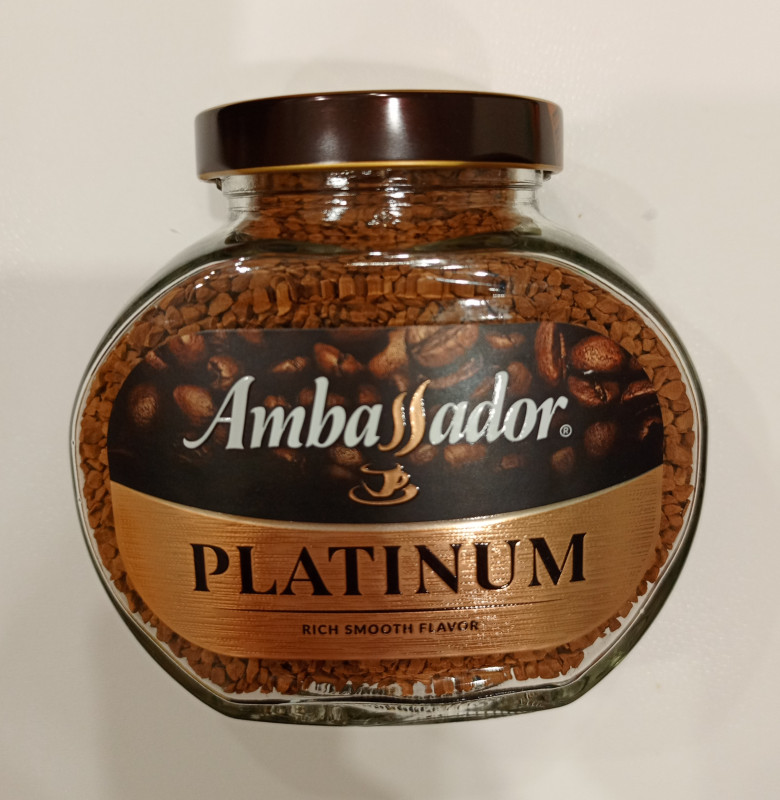 Ambassador®
PLATINUM
RICH SMOOTH FLAVOR